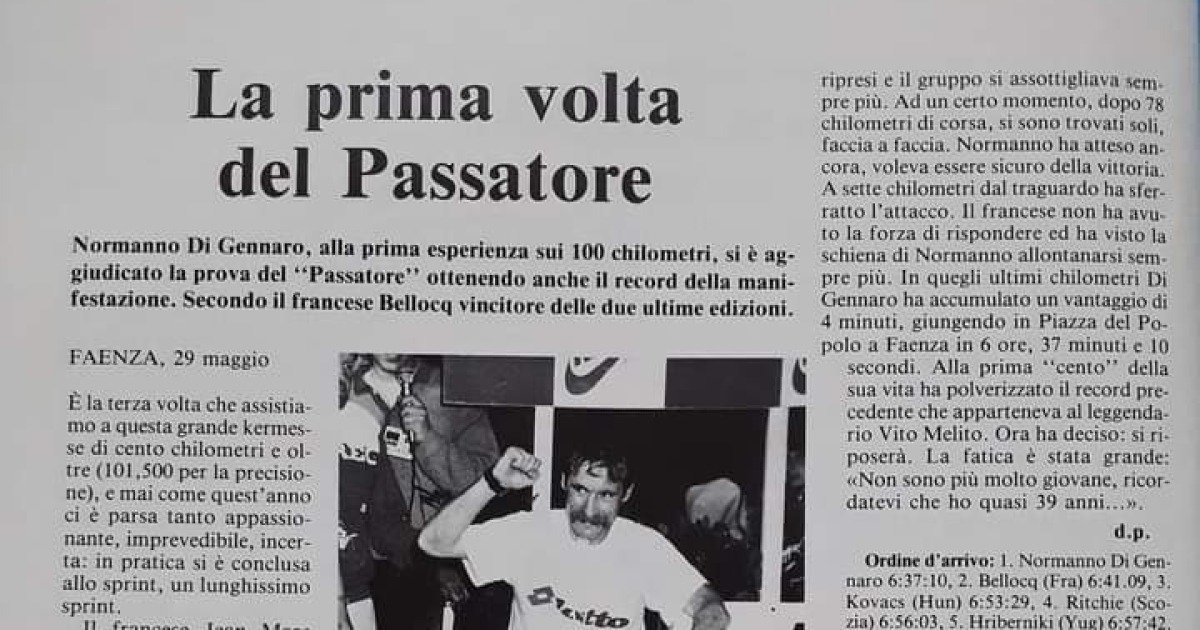 La prima volta
del Passatore
Normanno Di Gennaro, alla prima esperienza sui 100 chilometri, si è ag-
giudicato la prova del “Passatore” ottenendo anche il record della mani-
festazione. Secondo il francese Bellocq vincitore delle due ultime edizioni.
FAENZA, 29 maggio
È la terza volta che assistia-
mo a questa grande kermes-
se di cento chilometri e ol-
tre (101,500 per la precisio-
ne), e mai come quest’anno
ci è parsa tanto appassio-
nante, imprevedibile, incer-
ta: in pratica si è conclusa
allo sprint, un lunghissimo
sprint.
Il francese Jean Marc
lotto
ripresi e il gruppo si assottigliava sem-
pre più. Ad un certo momento, dopo 78
chilometri di corsa, si sono trovati soli,
faccia a faccia. Normanno ha atteso an-
cora, voleva essere sicuro della vittoria.
A sette chilometri dal traguardo ha sfer-
ratto l’attacco. Il francese non ha avu-
to la forza di rispondere ed ha visto la
schiena di Normanno allontanarsi sem-
pre più. In quegli ultimi chilometri Di
Gennaro ha accumulato un vantaggio di
4 minuti, giungendo in Piazza del Po-
polo a Faenza in 6 ore, 37 minuti e 10
secondi. Alla prima “cento” della
sua vita ha polverizzato il record pre-
cedente che apparteneva al leggenda-
rio Vito Melito. Ora ha deciso: si ri-
poserà. La fatica è stata grande:
«Non sono più molto giovane, ricor-
datevi che ho quasi 39 anni...».
d.p.
Ordine d’arrivo: 1. Normanno Di Gen-
naro 6:37:10, 2. Bellocq (Fra) 6:41.09, 3.
Kovacs (Hun) 6:53:29, 4. Ritchie (Sco-
zia) 6:56:03, 5. Hriberniki (Yug) 6:57:42,